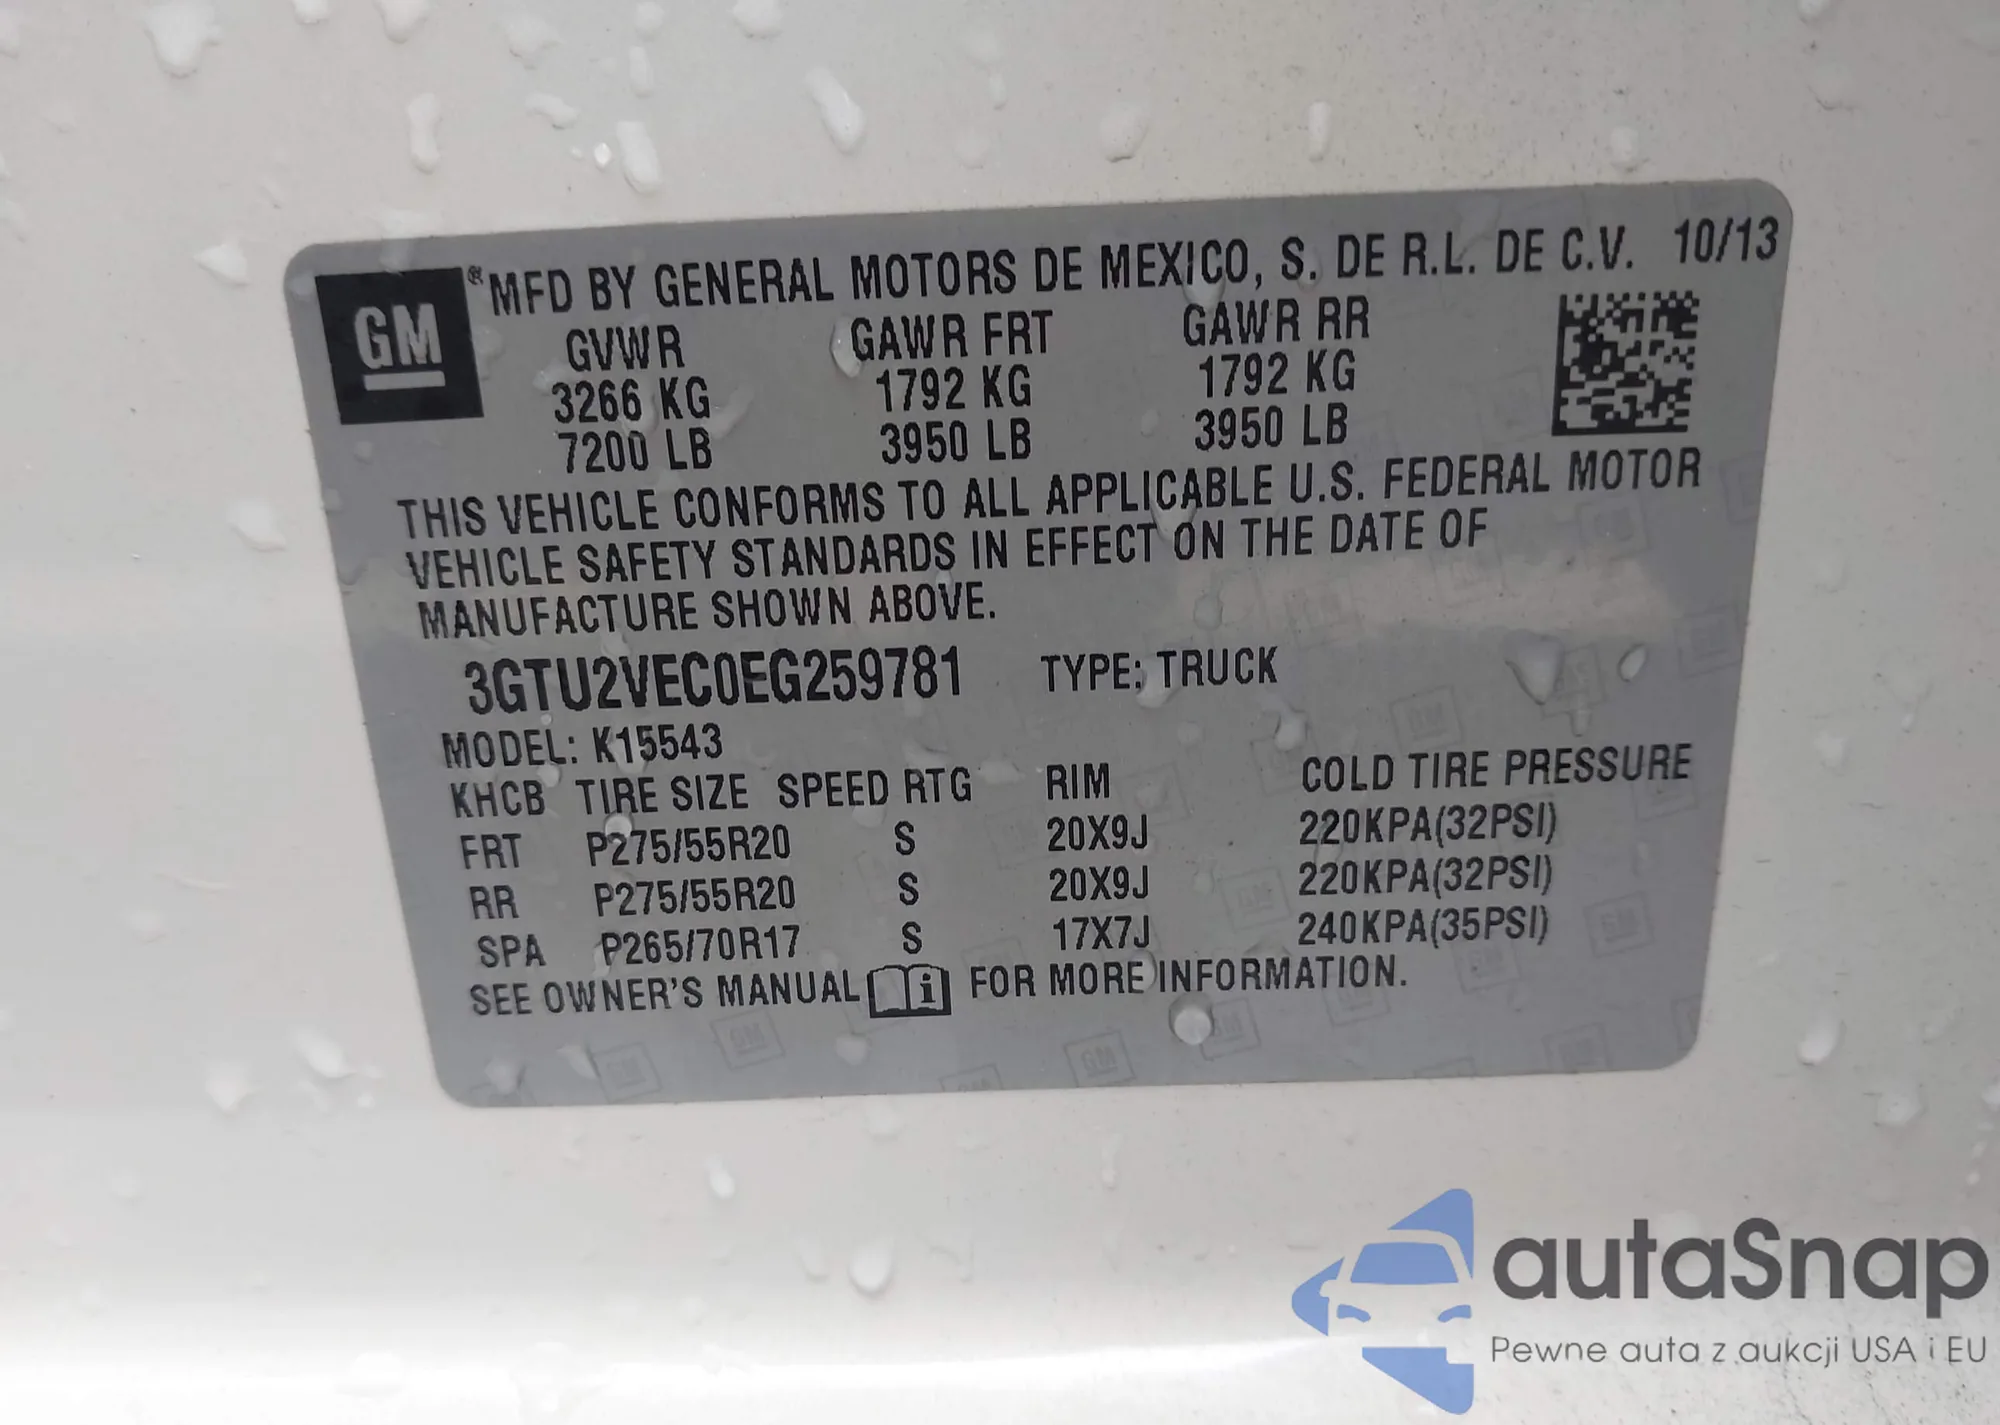 GM
® MFD BY GENERAL MOTORS DE MEXICO, S. DE R.L. DE C.V. 10/13
GVWR GAWR FRT GAWR RR
3266 KG 1792 KG 1792 KG
7200 LB 3950 LB 3950 LB
THIS VEHICLE CONFORMS TO ALL APPLICABLE U.S. FEDERAL MOTOR
VEHICLE SAFETY STANDARDS IN EFFECT ON THE DATE OF
MANUFACTURE SHOWN ABOVE.
3GTU2VEC0EG259781 TYPE: TRUCK
MODEL: K15543
KHCB TIRE SIZE SPEED RTG RIM COLD TIRE PRESSURE
FRT P275/55R20 S 20X9J 220KPA(32PSI)
RR P275/55R20 S 20X9J 220KPA(32PSI)
SPA P265/70R17 S 17X7J 240KPA(35PSI)
SEE OWNER'S MANUAL i FOR MORE INFORMATION.
autaSnap
Pewne auta z aukcji USA i EU